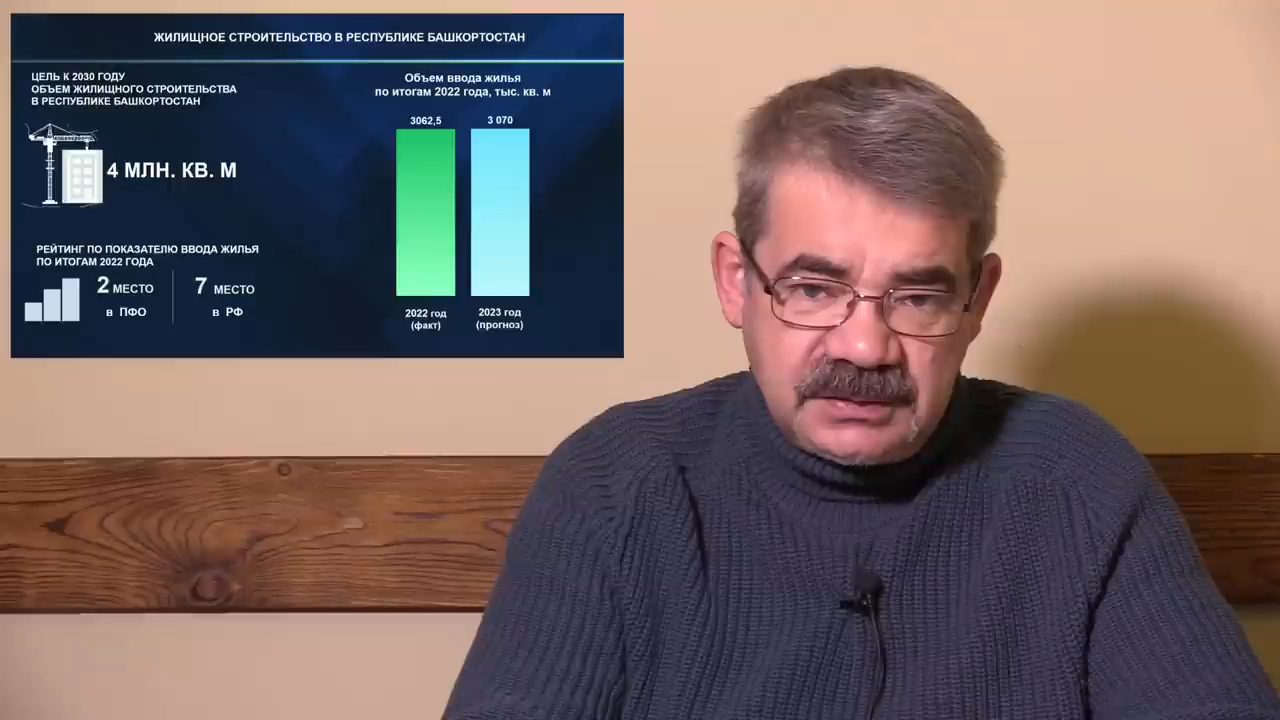 ЖИЛИЩНОЕ СТРОИТЕЛЬСТВО В РЕСПУБЛИКЕ БАШКОРТОСТАН
ЦЕЛЬ К 2030 ГОДУ
ОБЪЕМ ЖИЛИЩНОГО СТРОИТЕЛЬСТВА
В РЕСПУБЛИКЕ БАШКОРТОСТАН
4 МЛН. КВ. М
РЕЙТИНГ ПО ПОКАЗАТЕЛЮ ВВОДА ЖИЛЬЯ
ПО ИТОГАМ 2022 ГОДА
2 МЕСТО
в ПФО
7 МЕСТО
в РФ
Объем ввода жилья
по итогам 2022 года, тыс. кв. м
3062,5
3 070
2022 год
(факт)
2023 год
(прогноз)